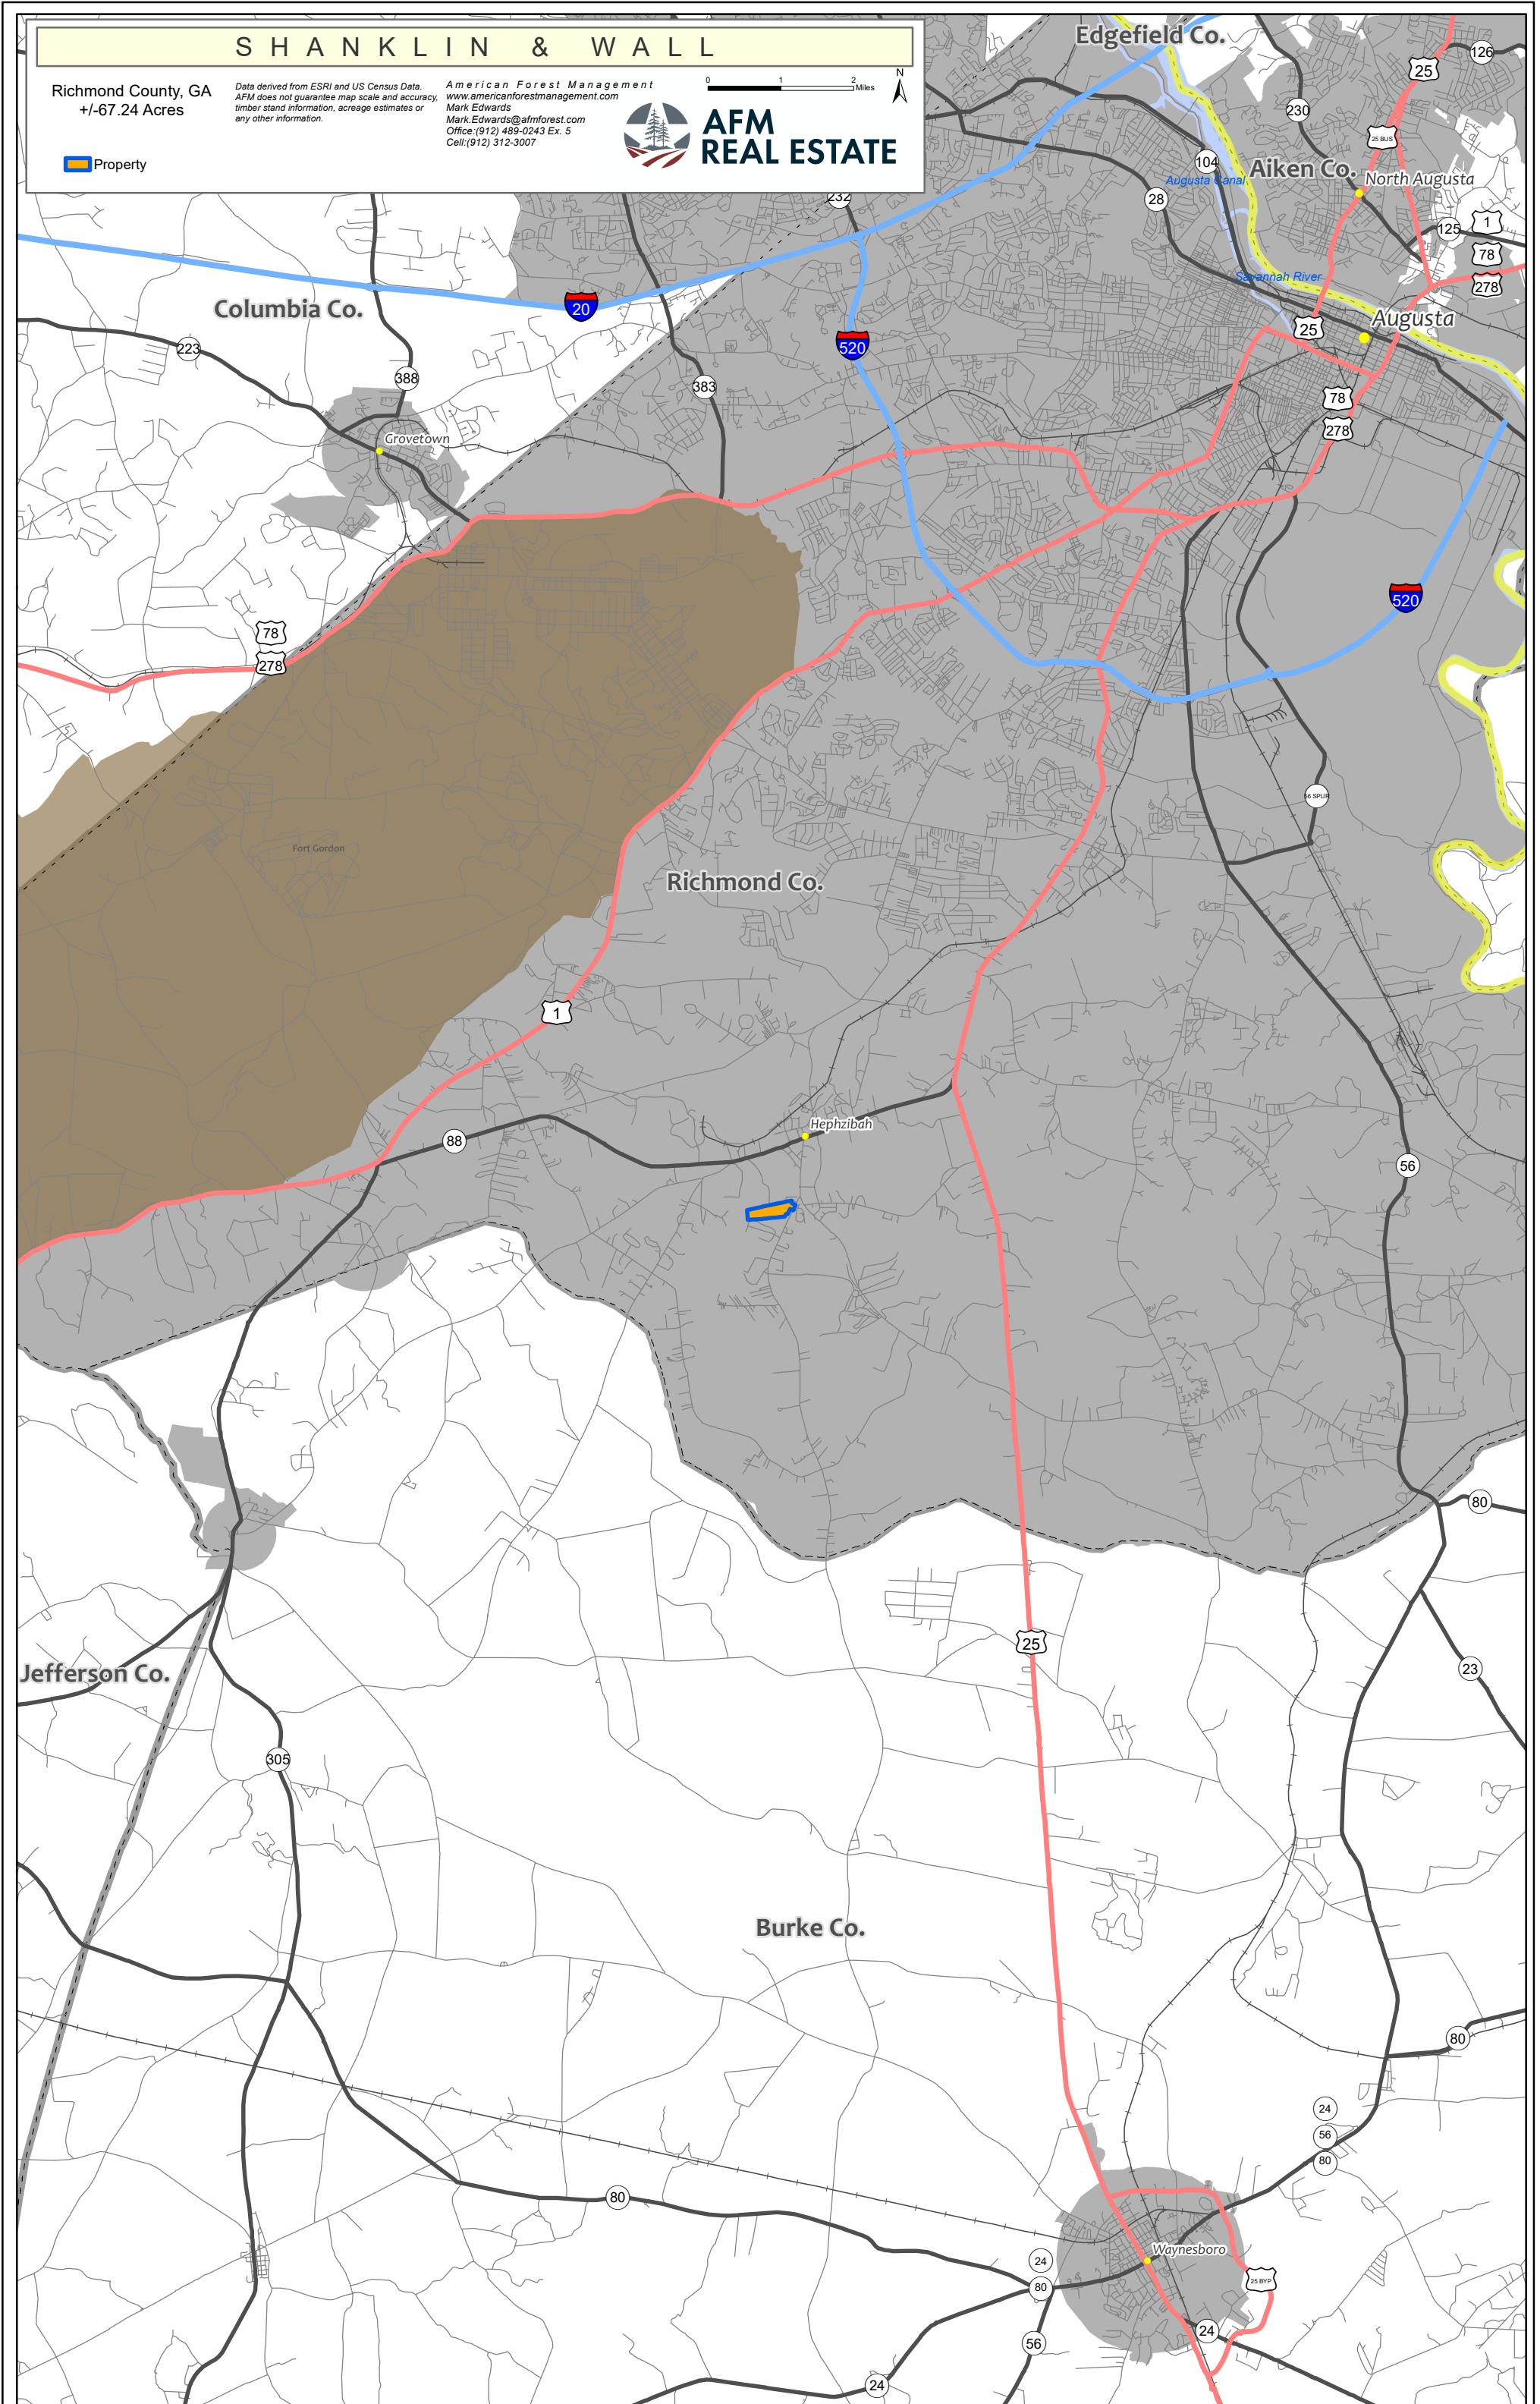 SHANKLIN & WALL
Richmond County, GA
+/-67.24 Acres
Property
Data derived from ESRI and US Census Data.
AFM does not guarantee map scale and accuracy,
timber stand information, acreage estimates or
any other information.
American Forest Management
www.americanforestmanagement.com
Mark Edwards
Mark.Edwards@afmforest.com
Office:(912) 489-0243 Ex. 5
Cell:(912) 312-3007
0 1 2
Miles
N
AFM
REAL ESTATE
Edgefield Co.
126
25
230
25 BUS
104
Aiken Co.
North Augusta
Augusta Canal
28
232
125
1
78
278
Savannah River
Columbia Co.
20
25
Augusta
520
223
388
383
78
278
Grovetown
520
78
278
56 SPUR
Fort Gordon
Richmond Co.
1
Hephzibah
88
56
80
25
23
Jefferson Co.
305
Burke Co.
80
24
56
80
80
Waynesboro
24
80
25 BYP
24
56
24